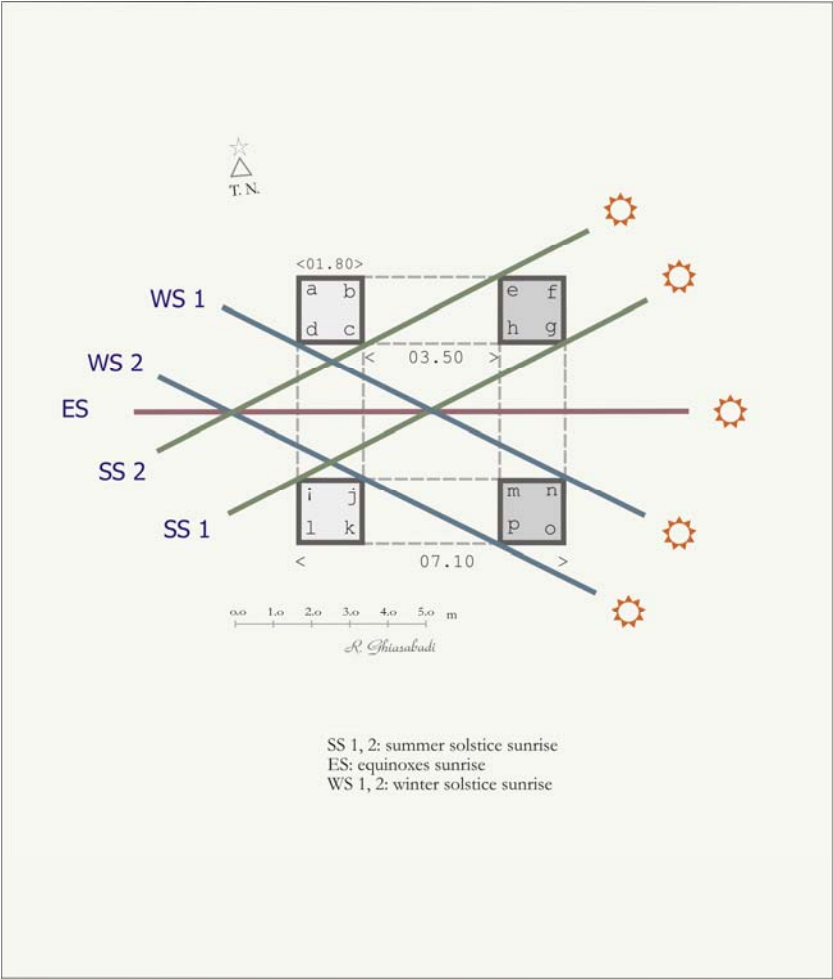 T. N.
<01.80>
a b
d c
e f
h g
WS 1
< 03.50 >
WS 2
ES
SS 2
SS 1
i j
l k
m n
p o
< 07.10 >
0.0 1.0 2.0 3.0 4.0 5.0 m
R. Ghiasabadi
SS 1, 2: summer solstice sunrise
ES: equinoxes sunrise
WS 1, 2: winter solstice sunrise